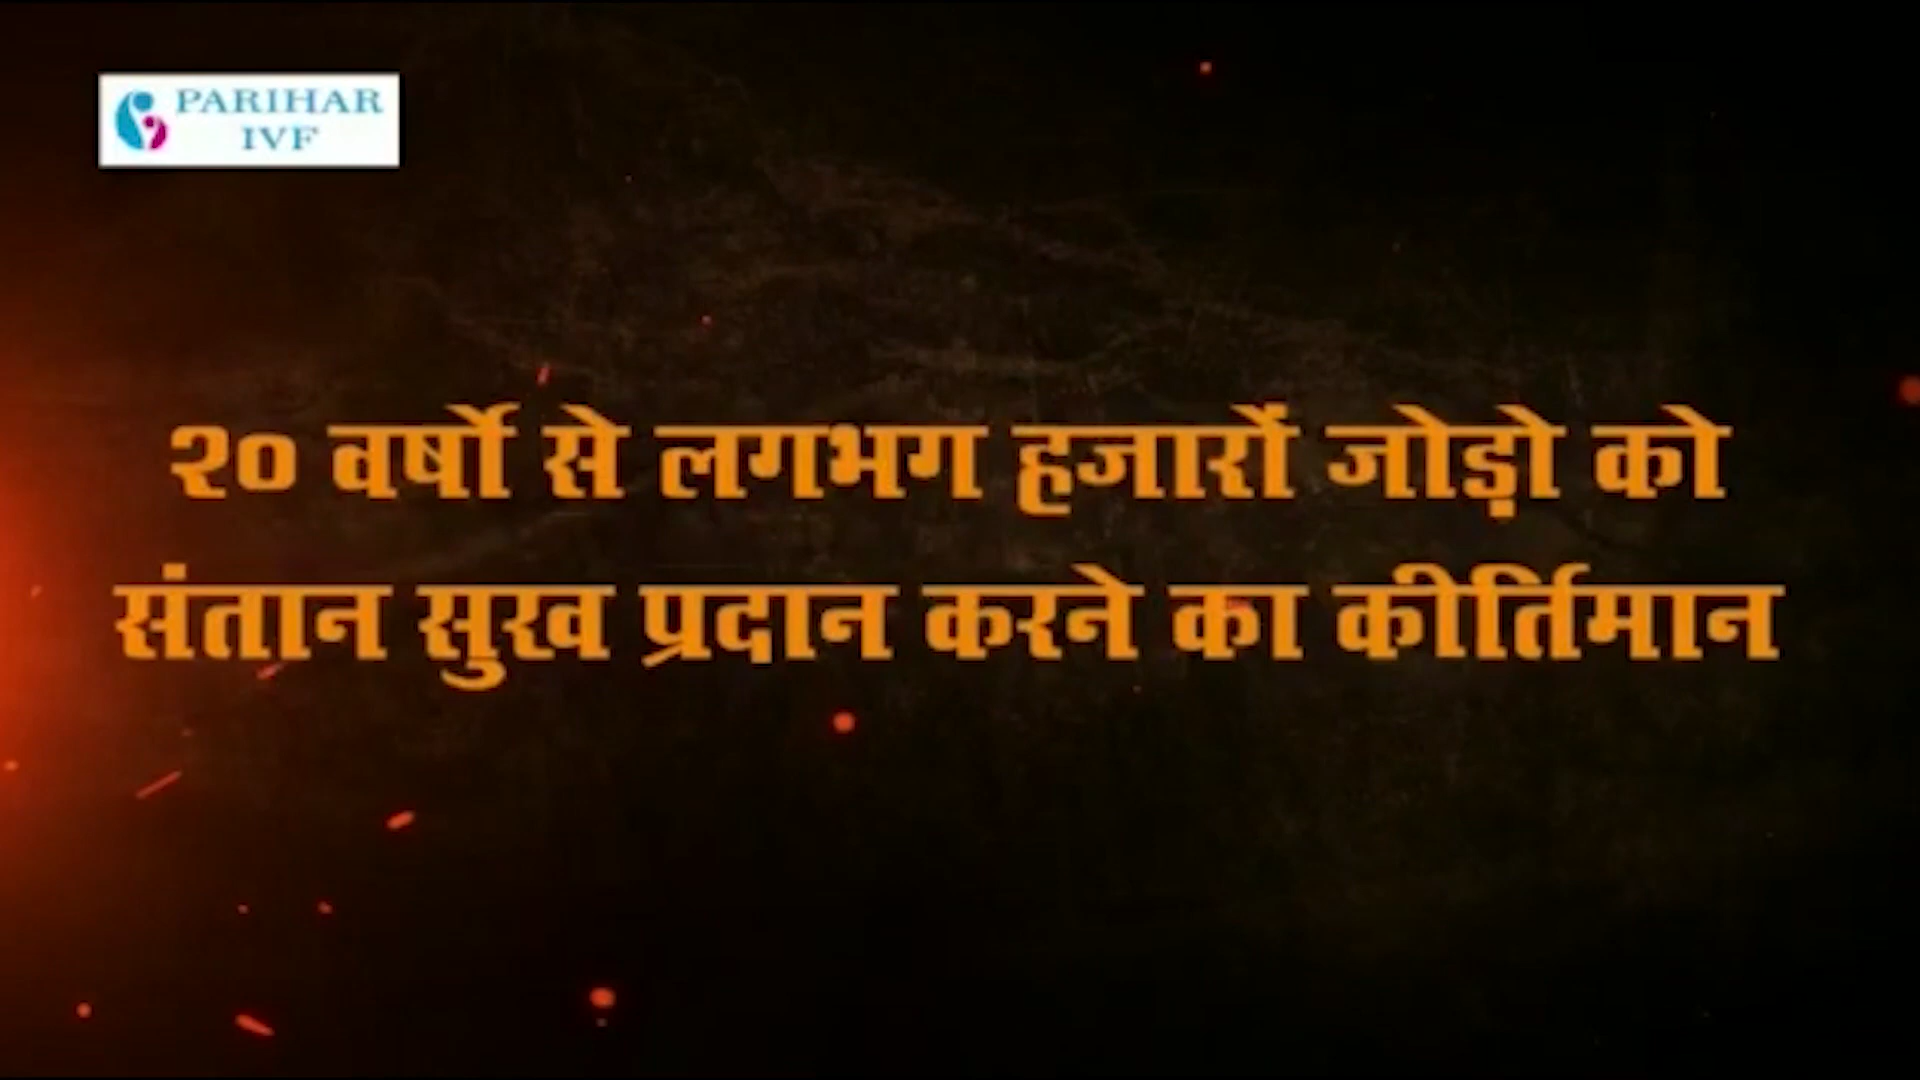 PARIHAR
IVF
२० वर्षो से लगभग हजारों जोड़ो को
संतान सुख प्रदान करने का कीर्तिमान